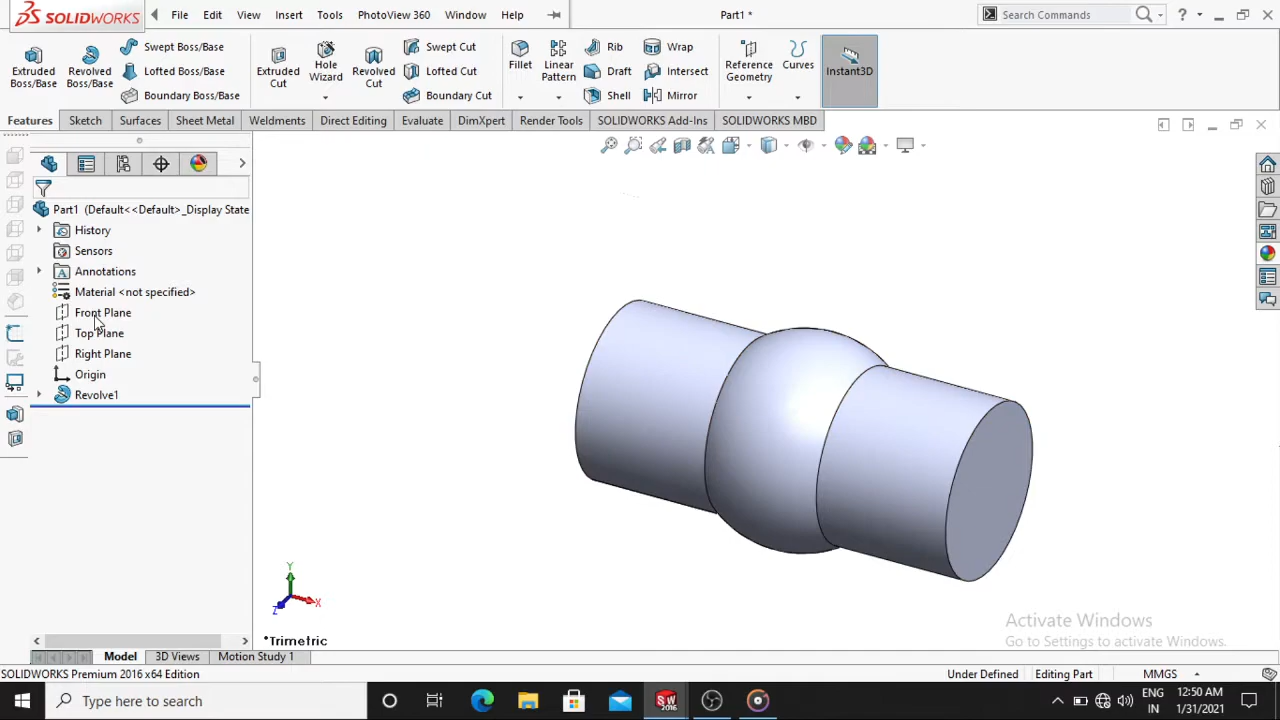 SOLIDWORKS File Edit View Insert Tools PhotoView 360 Window Help Part1 * Search Commands ?
Extruded Boss/Base
Revolved Boss/Base
Swept Boss/Base
Lofted Boss/Base
Boundary Boss/Base
Extruded Cut
Hole Wizard
Revolved Cut
Swept Cut
Lofted Cut
Boundary Cut
Fillet
Linear Pattern
Rib
Draft
Shell
Wrap
Intersect
Mirror
Reference Geometry
Curves
Instant3D
Features Sketch Surfaces Sheet Metal Weldments Direct Editing Evaluate DimXpert Render Tools SOLIDWORKS Add-Ins SOLIDWORKS MBD
Part1 (Default<<Default>_Display State
History
Sensors
Annotations
Material <not specified>
Front Plane
Top Plane
Right Plane
Origin
Revolve1
Y
X
Z
*Trimetric
Activate Windows
Go to Settings to activate Windows.
Model 3D Views Motion Study 1
SOLIDWORKS Premium 2016 x64 Edition Under Defined Editing Part MMGS
Type here to search
SW
2016
ENG
IN
12:50 AM
1/31/2021